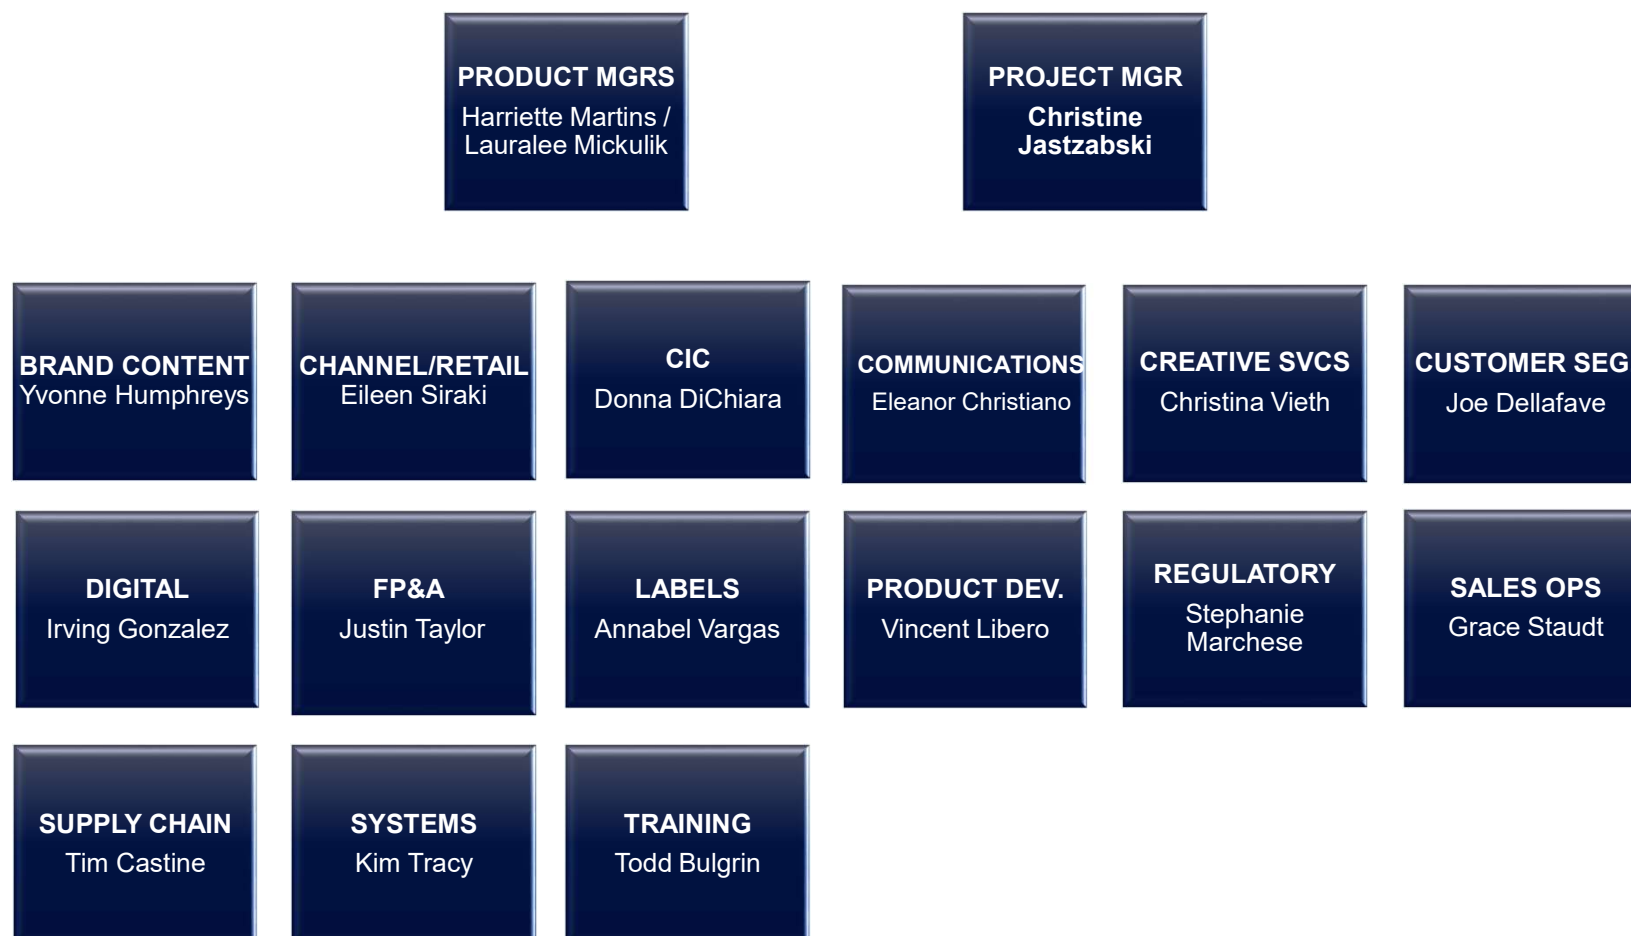 PRODUCT MGRS
Harriette Martins /
Lauralee Mickulik
PROJECT MGR
Christine
Jastzabski
BRAND CONTENT
Yvonne Humphreys
CHANNEL/RETAIL
Eileen Siraki
CIC
Donna DiChiara
COMMUNICATIONS
Eleanor Christiano
CREATIVE SVCS
Christina Vieth
CUSTOMER SEG
Joe Dellafave
DIGITAL
Irving Gonzalez
FP&A
Justin Taylor
LABELS
Annabel Vargas
PRODUCT DEV.
Vincent Libero
REGULATORY
Stephanie
Marchese
SALES OPS
Grace Staudt
SUPPLY CHAIN
Tim Castine
SYSTEMS
Kim Tracy
TRAINING
Todd Bulgrin